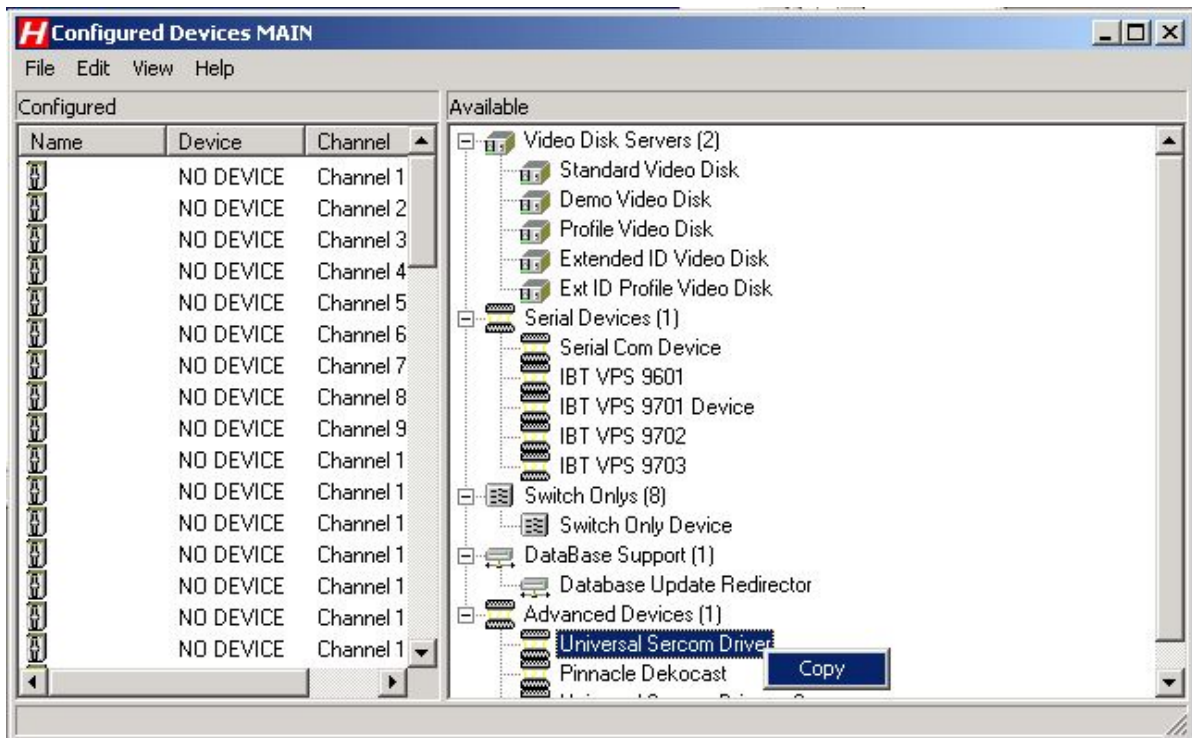 H Configured Devices MAIN
File Edit View Help
Configured
Name Device Channel
NO DEVICE Channel 1
NO DEVICE Channel 2
NO DEVICE Channel 3
NO DEVICE Channel 4
NO DEVICE Channel 5
NO DEVICE Channel 6
NO DEVICE Channel 7
NO DEVICE Channel 8
NO DEVICE Channel 9
NO DEVICE Channel 1
NO DEVICE Channel 1
NO DEVICE Channel 1
NO DEVICE Channel 1
NO DEVICE Channel 1
NO DEVICE Channel 1
NO DEVICE Channel 1
Available
Video Disk Servers (2)
Standard Video Disk
Demo Video Disk
Profile Video Disk
Extended ID Video Disk
Ext ID Profile Video Disk
Serial Devices (1)
Serial Com Device
IBT VPS 9601
IBT VPS 9701 Device
IBT VPS 9702
IBT VPS 9703
Switch Onlys (8)
Switch Only Device
DataBase Support (1)
Database Update Redirector
Advanced Devices (1)
Universal Sercom Driver
Copy
Pinnacle Dekocast